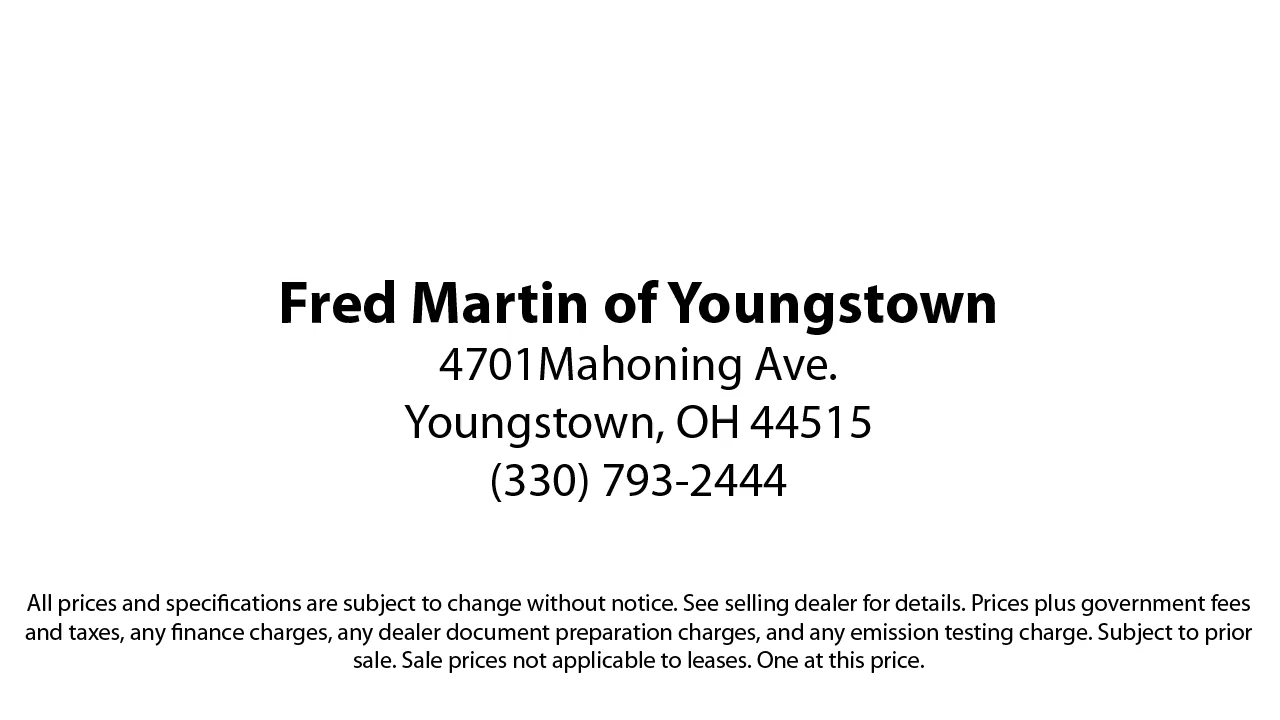 Fred Martin of Youngstown
4701Mahoning Ave.
Youngstown, OH 44515
(330) 793-2444
All prices and specifications are subject to change without notice. See selling dealer for details. Prices plus government fees
and taxes, any finance charges, any dealer document preparation charges, and any emission testing charge. Subject to prior
sale. Sale prices not applicable to leases. One at this price.